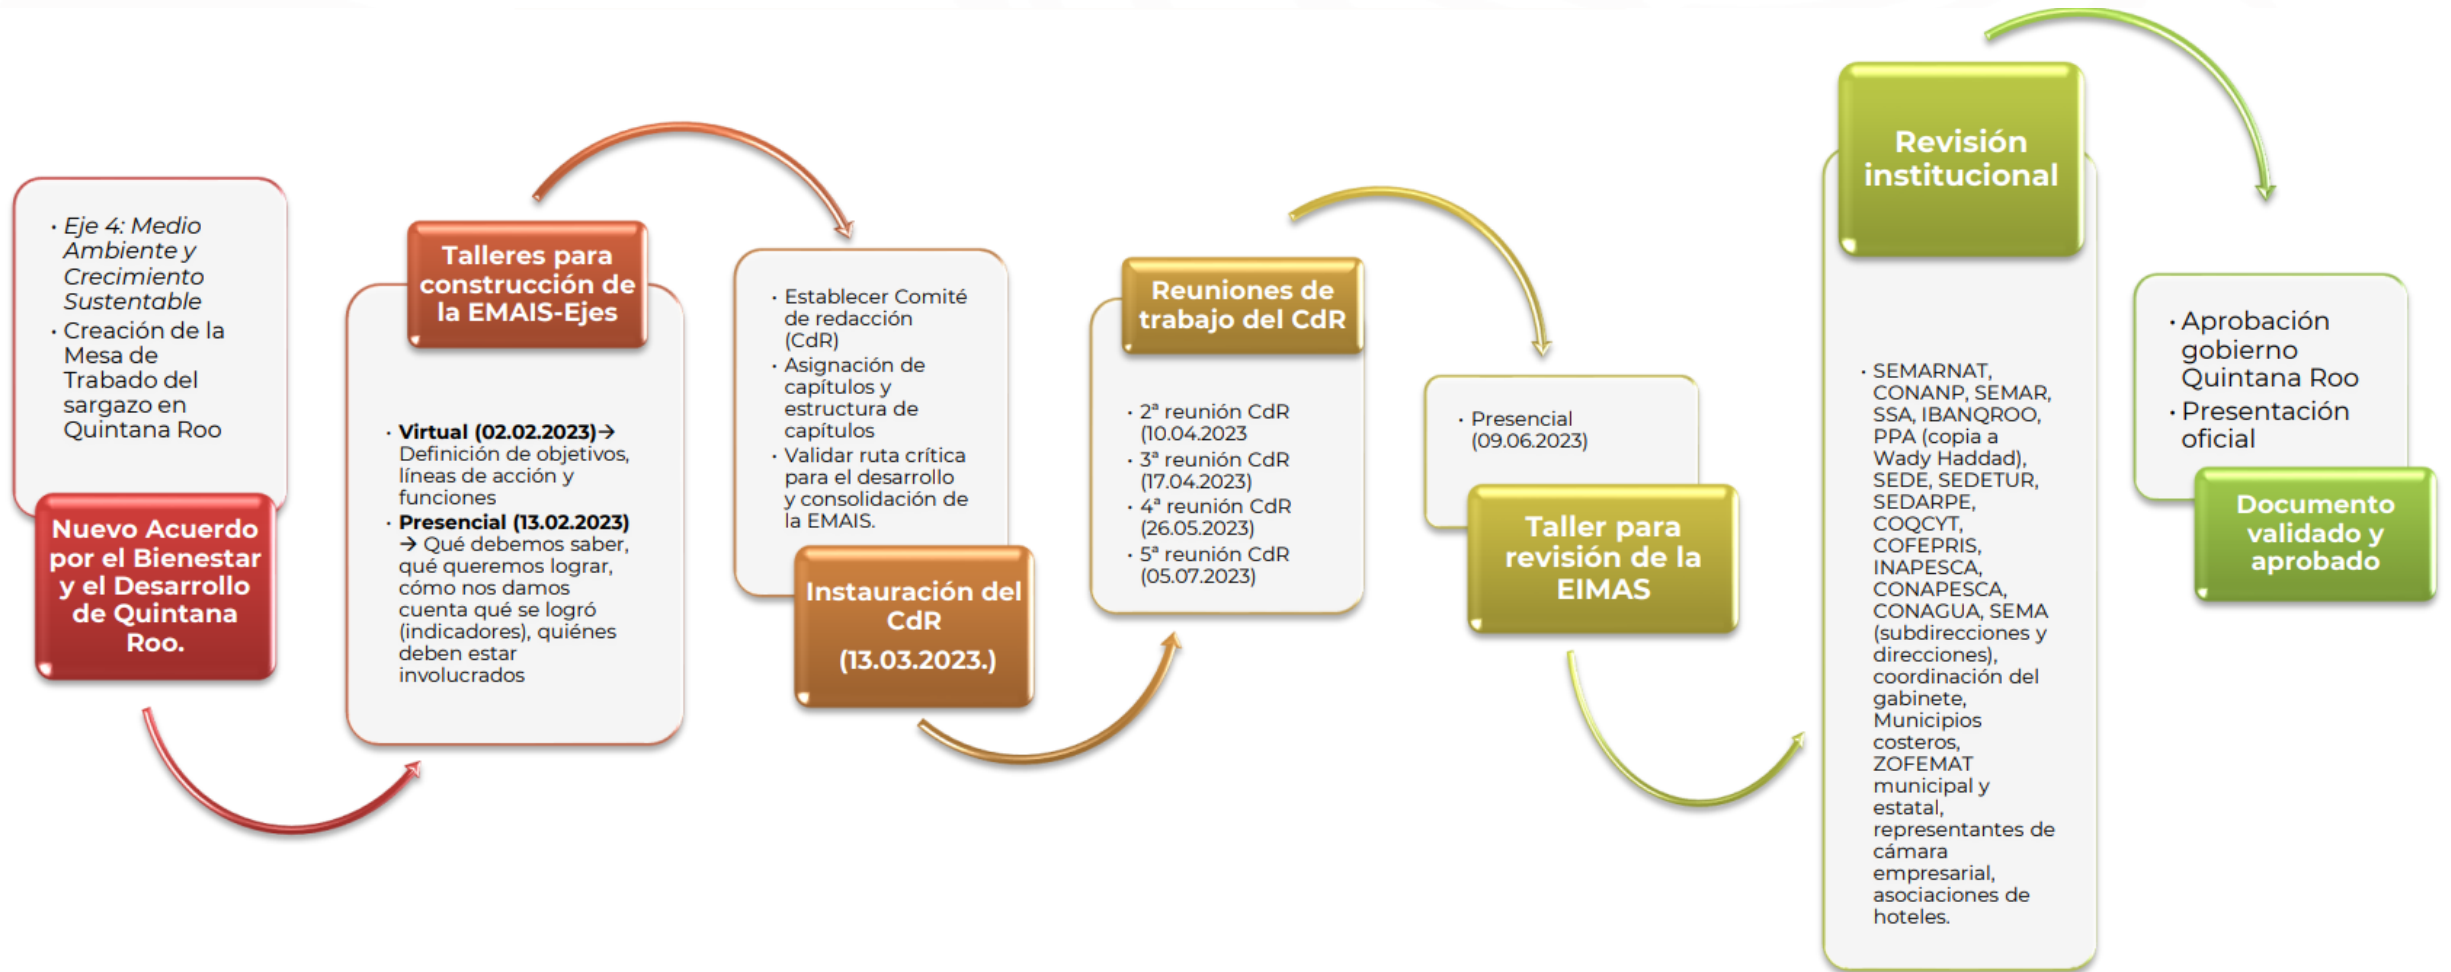 · Eje 4: Medio
Ambiente y
Crecimiento
Sustentable
· Creación de la
Mesa de
Trabado del
sargazo en
Quintana Roo
Nuevo Acuerdo
por el Bienestar
y el Desarrollo
de Quintana
Roo.
Talleres para
construcción de
la EMAIS-Ejes
· Virtual (02.02.2023)→
Definición de objetivos,
líneas de acción y
funciones
· Presencial (13.02.2023)
→ Qué debemos saber,
qué queremos lograr,
cómo nos damos
cuenta qué se logró
(indicadores), quiénes
deben estar
involucrados
· Establecer Comité
de redacción
(CdR)
· Asignación de
capítulos y
estructura de
capítulos
· Validar ruta crítica
para el desarrollo
y consolidación de
la EMAIS.
Instauración del
CdR
(13.03.2023.)
Reuniones de
trabajo del CdR
· 2ª reunión CdR
(10.04.2023
· 3ª reunión CdR
(17.04.2023)
· 4ª reunión CdR
(26.05.2023)
· 5ª reunión CdR
(05.07.2023)
· Presencial
(09.06.2023)
Taller para
revisión de la
EIMAS
Revisión
institucional
· SEMARNAT,
CONANP, SEMAR,
SSA, IBANQROO,
PPA (copia a
Wady Haddad),
SEDE, SEDETUR,
SEDARPE,
COQCYT,
COFEPRIS,
INAPESCA,
CONAPESCA,
CONAGUA, SEMA
(subdirecciones y
direcciones),
coordinación del
gabinete,
Municipios
costeros,
ZOFEMAT
municipal y
estatal,
representantes de
cámara
empresarial,
asociaciones de
hoteles.
· Aprobación
gobierno
Quintana Roo
· Presentación
oficial
Documento
validado y
aprobado